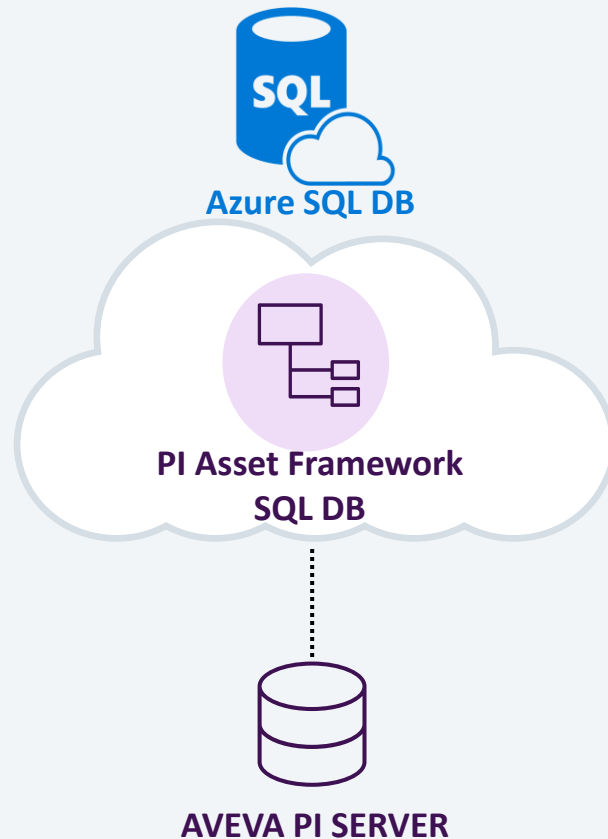 SQL
Azure SQL DB
PI Asset Framework
SQL DB
AVEVA PI SERVER